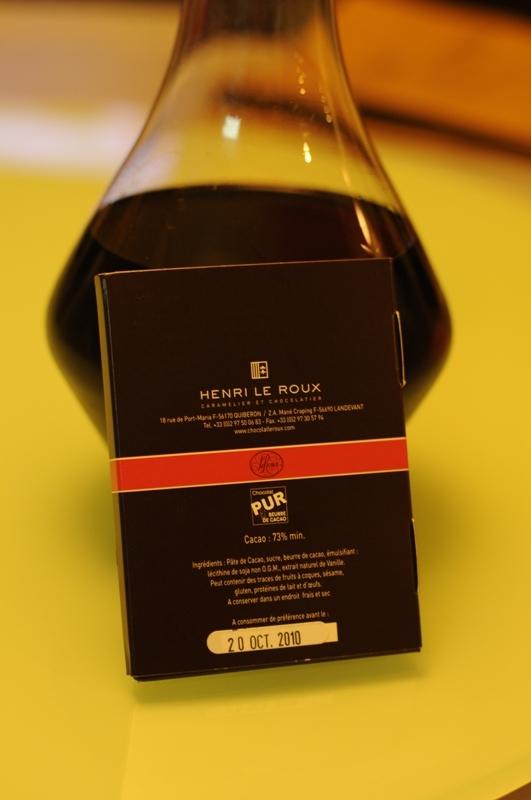 HENRI LE ROUX
CARAMELIER ET CHOCOLATIER
18 rue de Port-Maria F-56170 QUIBERON / Z.A. Mané Craping F-56690 LANDEVANT
Tel. +33 (0)2 97 50 06 83 - Fax. +33 (0)2 97 30 57 94
www.chocolatleroux.com
Chocolat
PUR
BEURRE
DE CACAO
Cacao : 73% min.
Ingrédients : Pâte de Cacao, sucre, beurre de cacao, émulsifiant :
lécithine de soja non O.G.M., extrait naturel de Vanille.
Peut contenir des traces de fruits à coques, sésame,
gluten, protéines de lait et d'œufs.
A conserver dans un endroit frais et sec
A consommer de préférence avant le :
20 OCT. 2010